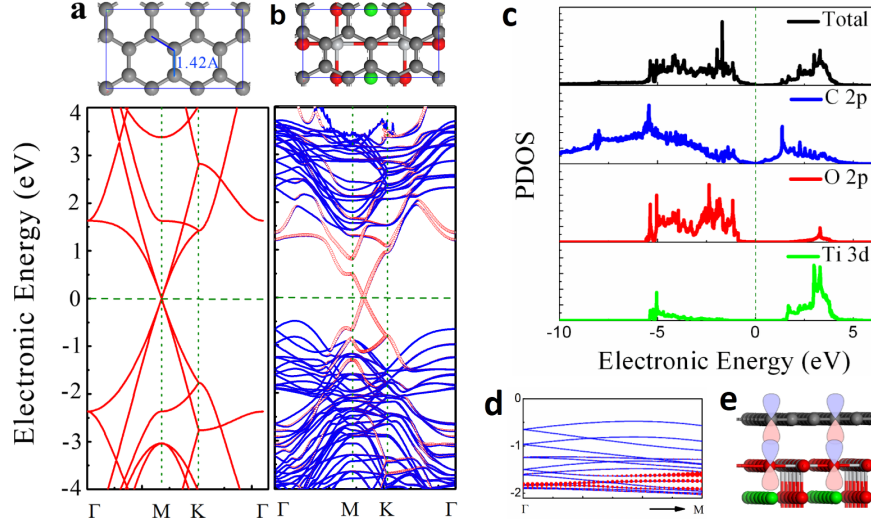 a
b
c
1.42A
Electronic Energy (eV)
4
3
2
1
0
-1
-2
-3
-4
Γ M K Γ
Γ M K Γ
PDOS
Total
C 2p
O 2p
Ti 3d
-10 -5 0 5
Electronic Energy (eV)
d
0
-1
-2
Γ M
e